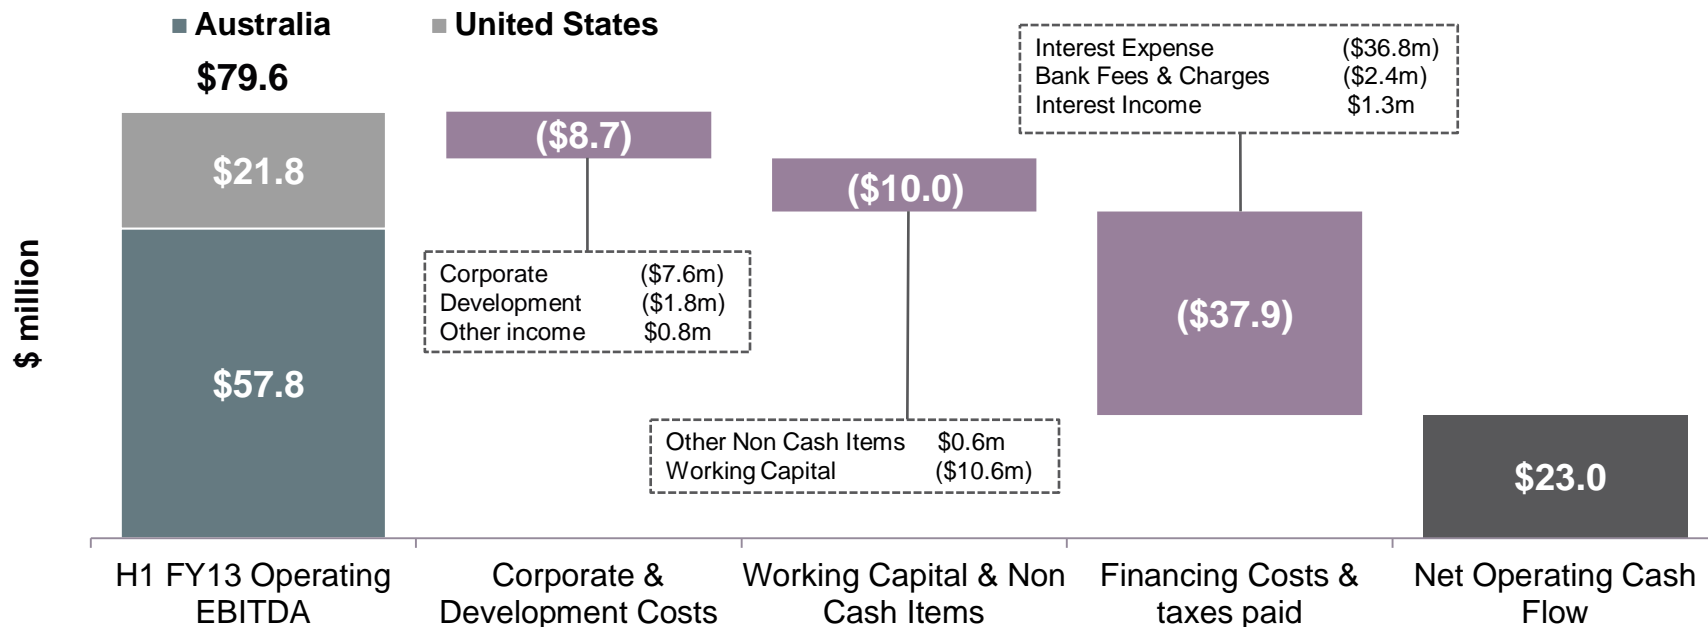 Australia
United States
$79.6
$21.8
$57.8
($8.7)
Corporate ($7.6m)
Development ($1.8m)
Other income $0.8m
($10.0)
Other Non Cash Items $0.6m
Working Capital ($10.6m)
Interest Expense ($36.8m)
Bank Fees & Charges ($2.4m)
Interest Income $1.3m
($37.9)
$23.0
$ million
H1 FY13 Operating
EBITDA
Corporate &
Development Costs
Working Capital & Non
Cash Items
Financing Costs &
taxes paid
Net Operating Cash
Flow